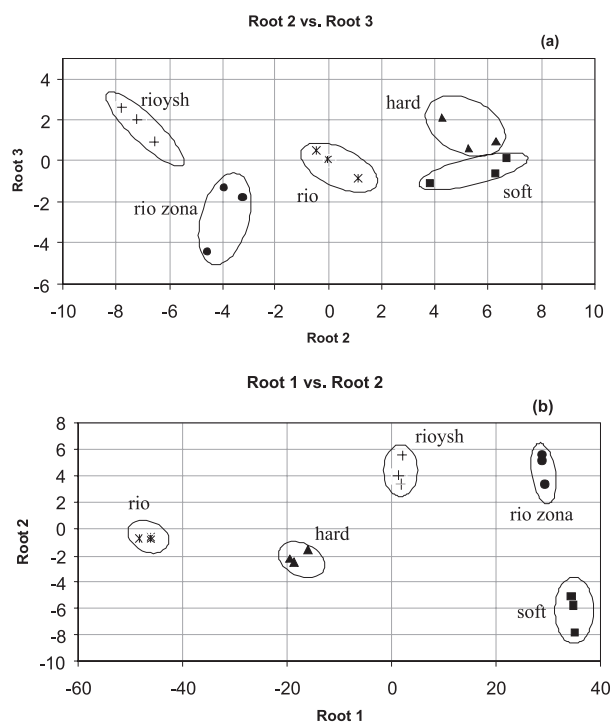 Root 2 vs. Root 3
(a)
4
2
0
-2
-4
-6
Root 3
rioysh
hard
rio zona
rio
soft
-10 -8 -6 -4 -2 0 2 4 6 8 10
Root 2
Root 1 vs. Root 2
(b)
8
6
4
2
0
-2
-4
-6
-8
-10
Root 2
rioysh
rio
hard
rio zona
soft
-60 -40 -20 0 20 40
Root 1